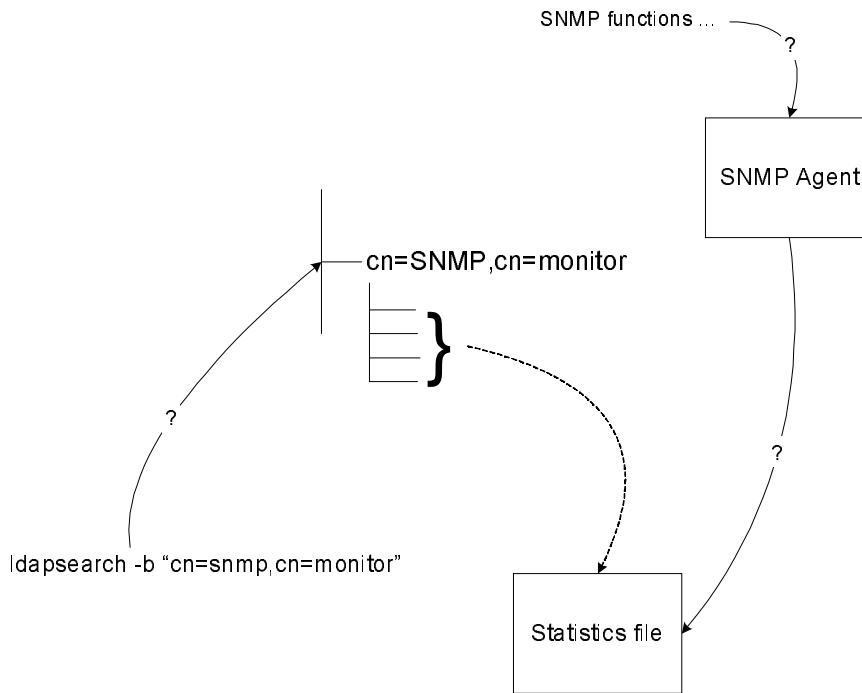 SNMP functions ...
?
SNMP Agent
cn=SNMP,cn=monitor
}
?
?
ldapsearch -b “cn=snmp,cn=monitor”
Statistics file